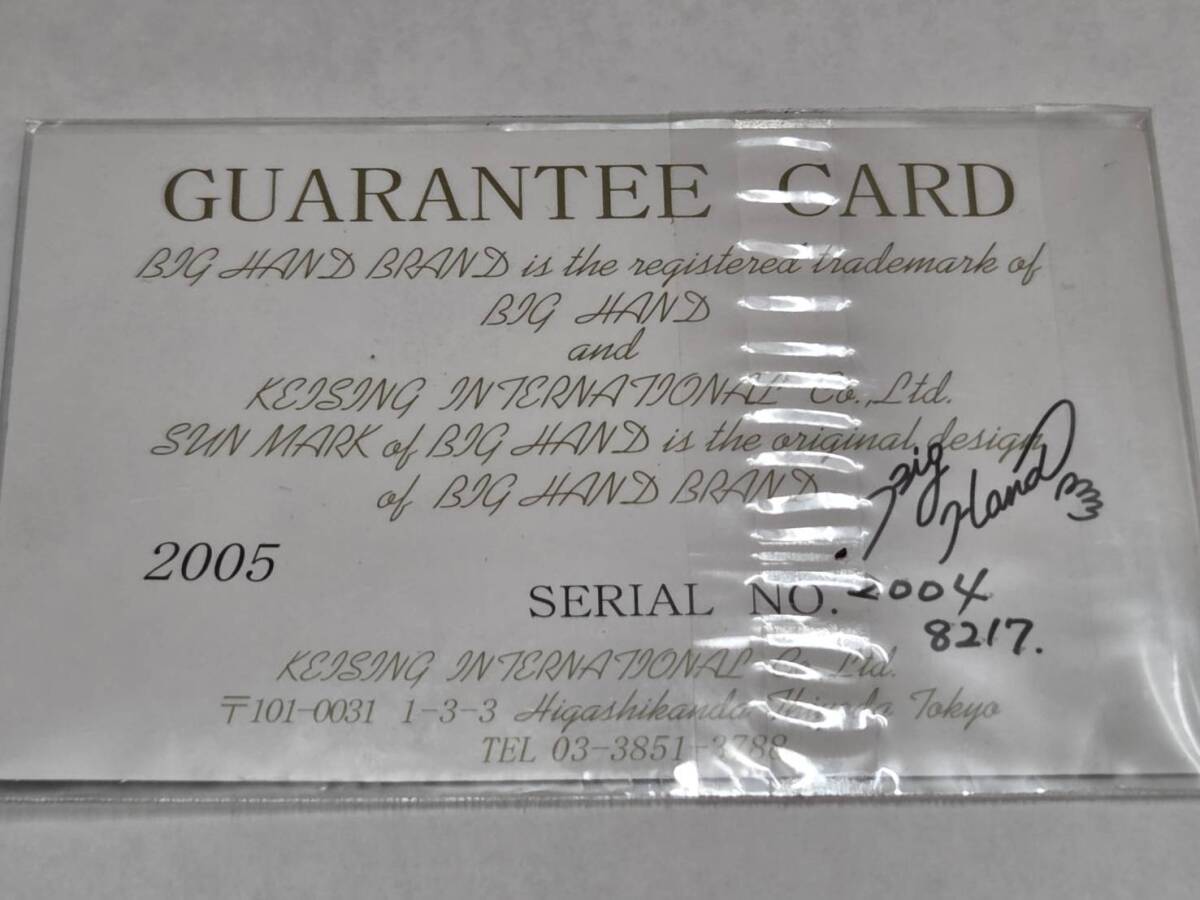 GUARANTEE CARD
BIG HAND BRAND is the registered trademark of
BIG HAND
and
KEISING INTERNATIONAL Co.,Ltd.
SUN MARK of BIG HAND is the original design
of BIG HAND BRAND
Big
Hand
2005
SERIAL NO. 2004
8217.
KEISING INTERNATIONAL Co., Ltd.
〒101-0031 1-3-3 Higashikanda Chiyoda Tokyo
TEL 03-3851-3788